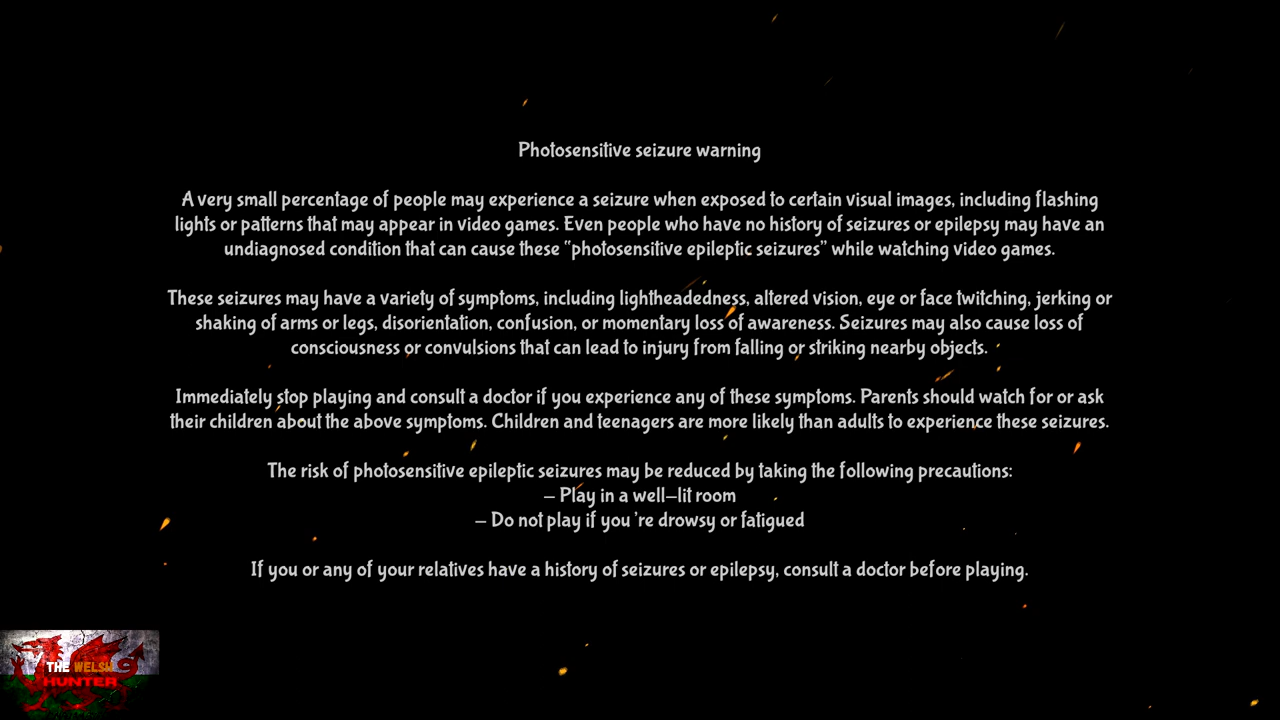 Photosensitive seizure warning
A very small percentage of people may experience a seizure when exposed to certain visual images, including flashing
lights or patterns that may appear in video games. Even people who have no history of seizures or epilepsy may have an
undiagnosed condition that can cause these “photosensitive epileptic seizures” while watching video games.
These seizures may have a variety of symptoms, including lightheadedness, altered vision, eye or face twitching, jerking or
shaking of arms or legs, disorientation, confusion, or momentary loss of awareness. Seizures may also cause loss of
consciousness or convulsions that can lead to injury from falling or striking nearby objects.
Immediately stop playing and consult a doctor if you experience any of these symptoms. Parents should watch for or ask
their children about the above symptoms. Children and teenagers are more likely than adults to experience these seizures.
The risk of photosensitive epileptic seizures may be reduced by taking the following precautions:
– Play in a well–lit room
– Do not play if you 're drowsy or fatigued
If you or any of your relatives have a history of seizures or epilepsy, consult a doctor before playing.
THE WELSH
HUNTER